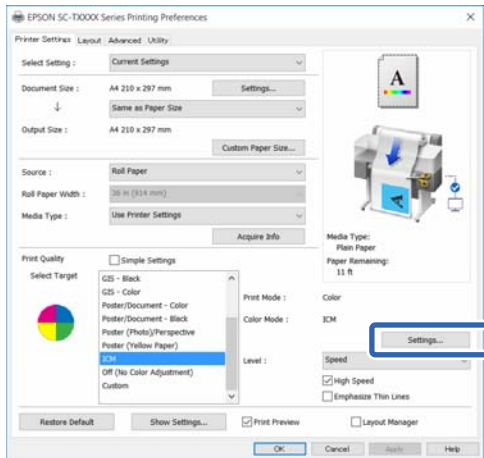 EPSON SC-TXXXX Series Printing Preferences
Printer Settings Layout Advanced Utility
Select Setting : Current Settings
Document Size : A4 210 x 297 mm Settings...
Same as Paper Size
Output Size : A4 210 x 297 mm
Custom Paper Size...
Source : Roll Paper
Roll Paper Width : 36 in (914 mm)
Media Type : Use Printer Settings
Acquire Info
A
Media Type:
Plain Paper
Paper Remaining:
11 ft
Print Quality Simple Settings
Select Target
GIS - Black
GIS - Color
Poster/Document - Color
Poster/Document - Black
Poster (Photo)/Perspective
Poster (Yellow Paper)
ICM
Off (No Color Adjustment)
Custom
Print Mode : Color
Color Mode : ICM
Settings...
Level : Speed
High Speed
Emphasize Thin Lines
Restore Default Show Settings... Print Preview Layout Manager
OK Cancel Apply Help